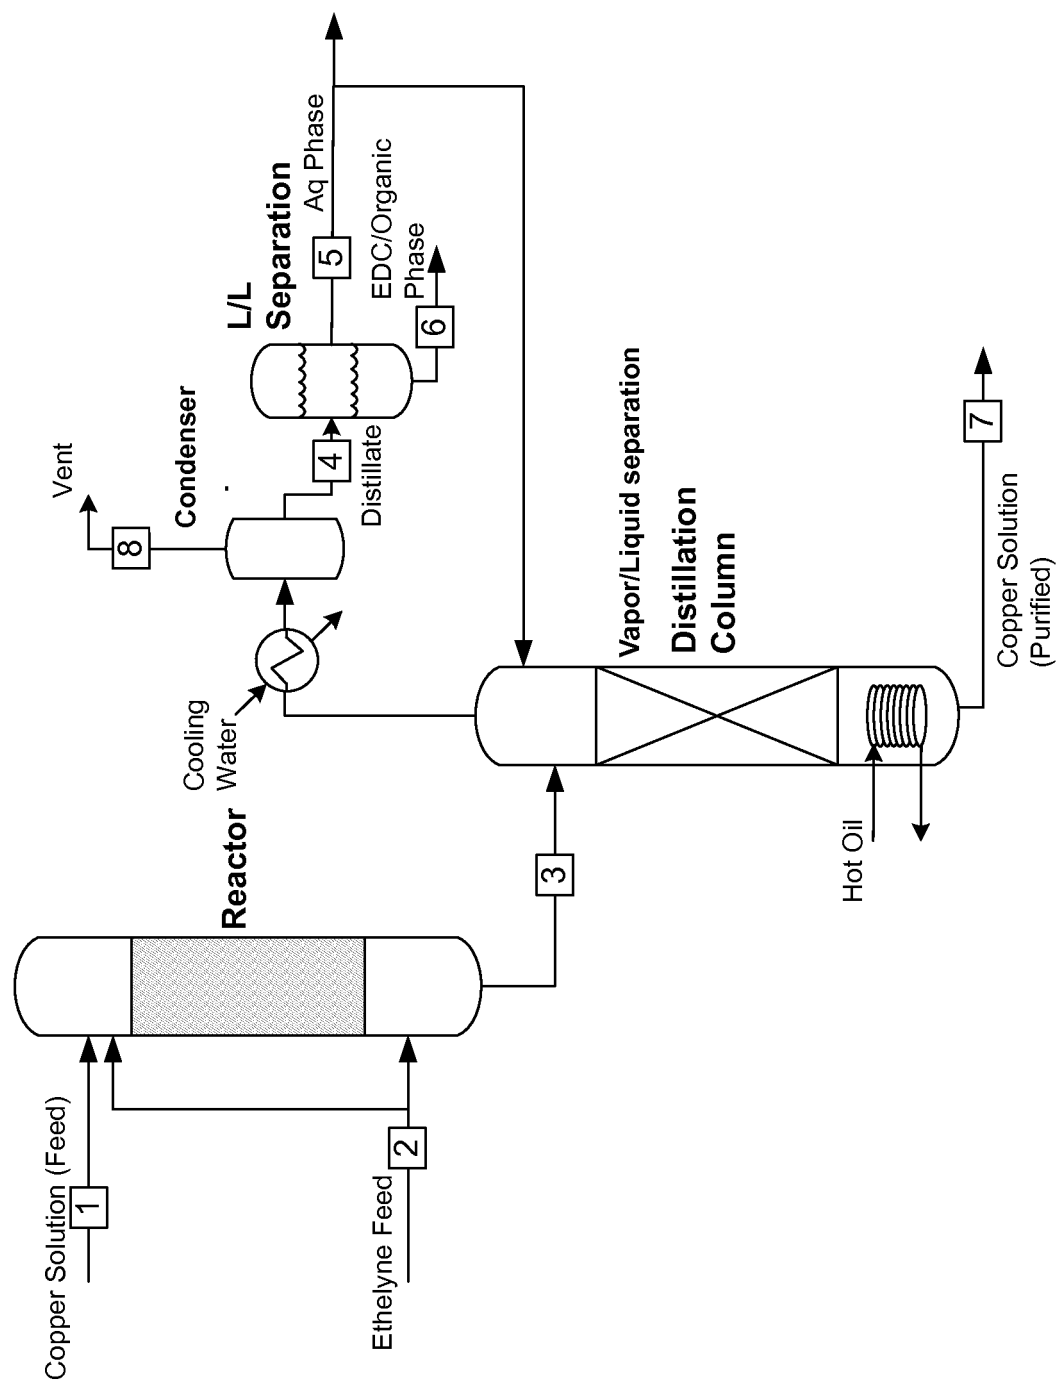 Copper Solution (Feed)
1
Ethelyne Feed
2
Reactor
3
Cooling
Water
Vent
8
Condenser
4
Distillate
L/L
Separation
5
Aq Phase
EDC/Organic
Phase
6
Vapor/Liquid separation
Distillation
Column
Hot Oil
Copper Solution
(Purified)
7